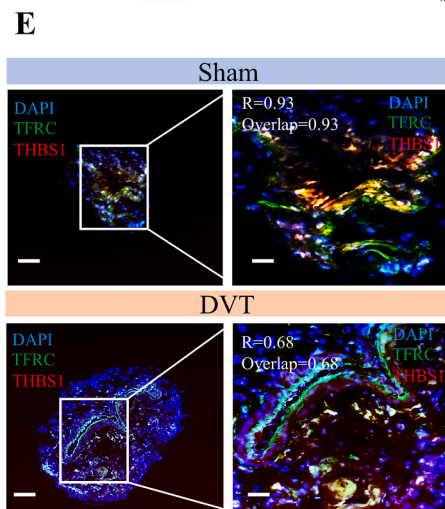 E
Sham
DAPI
TFRC
THBS1
R=0.93
Overlap=0.93
DAPI
TFRC
THBS1
DVT
DAPI
TFRC
THBS1
R=0.68
Overlap=0.68
DAPI
TFRC
THBS1